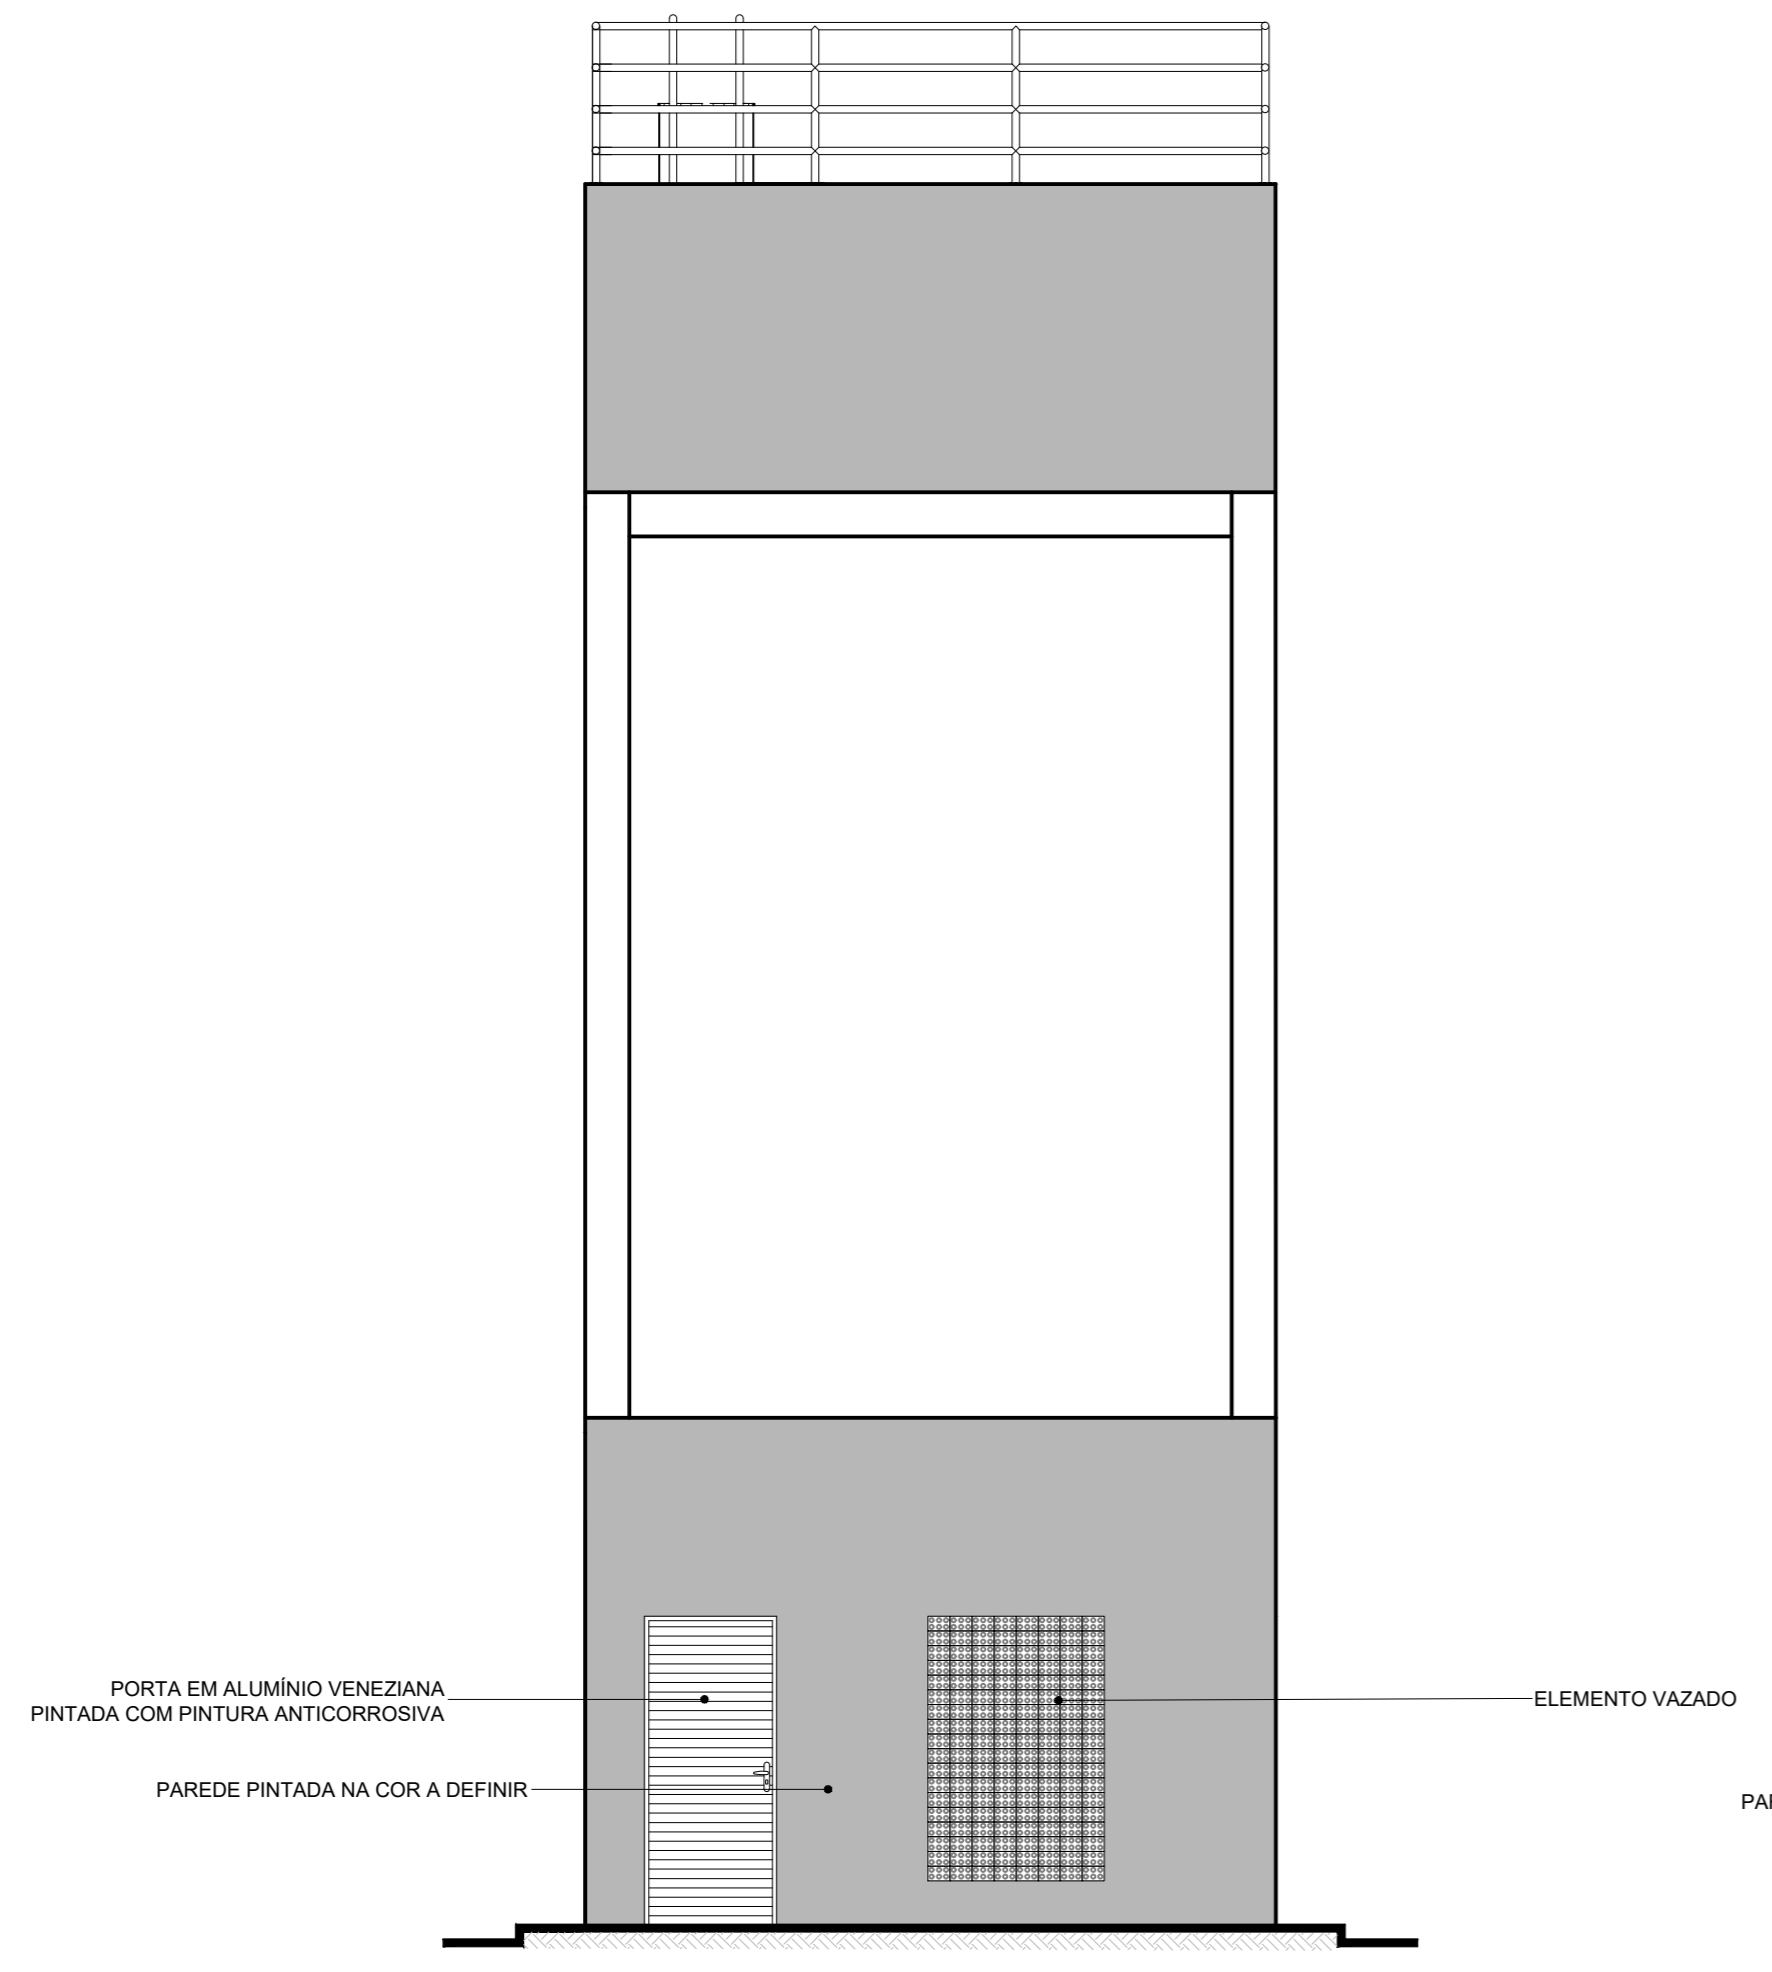 PORTA EM ALUMÍNIO VENEZIANA
PINTADA COM PINTURA ANTICORROSIVA
ELEMENTO VAZADO
PAREDE PINTADA NA COR A DEFINIR